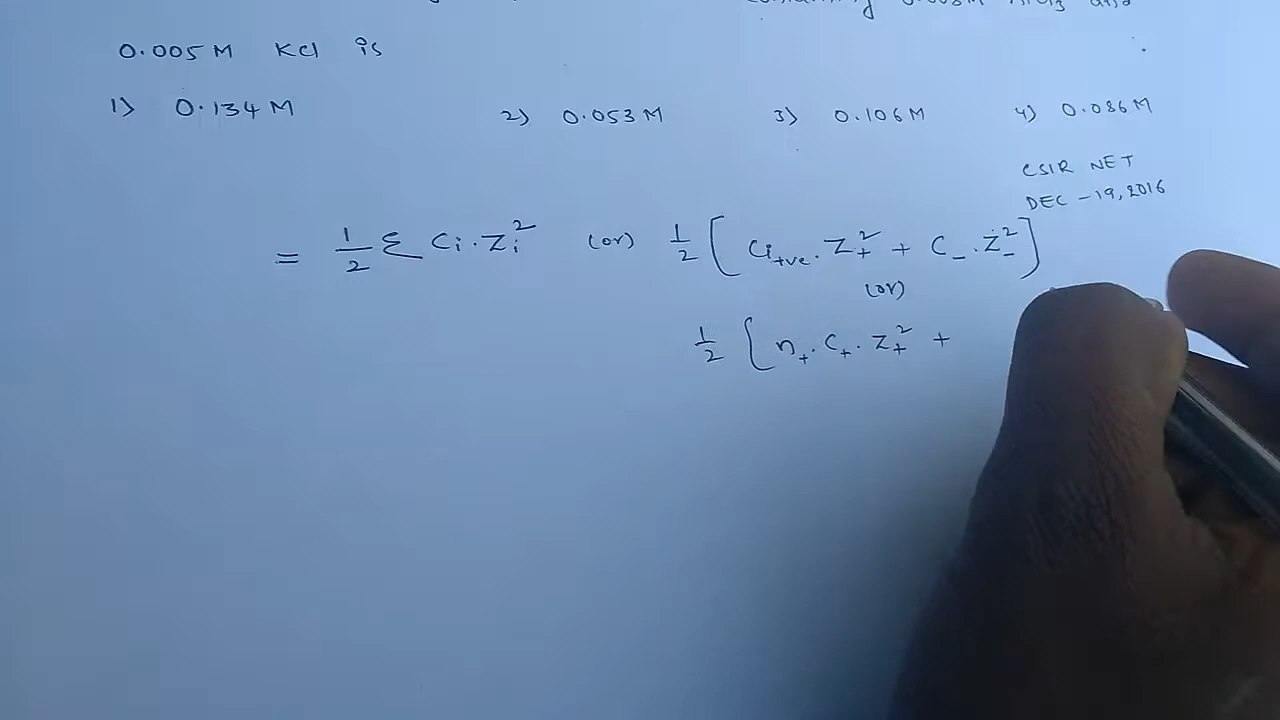 0.005 M KCl is
1) 0.134 M 2) 0.053 M 3) 0.106 M 4) 0.086 M
CSIR NET
DEC - 19, 2016
= 1/2 Σ Ci · Zi² (or) 1/2 [ Ci+ve · Z+² + C- · Z-² ]
(or)
1/2 [ n+ · C+ · Z+² +